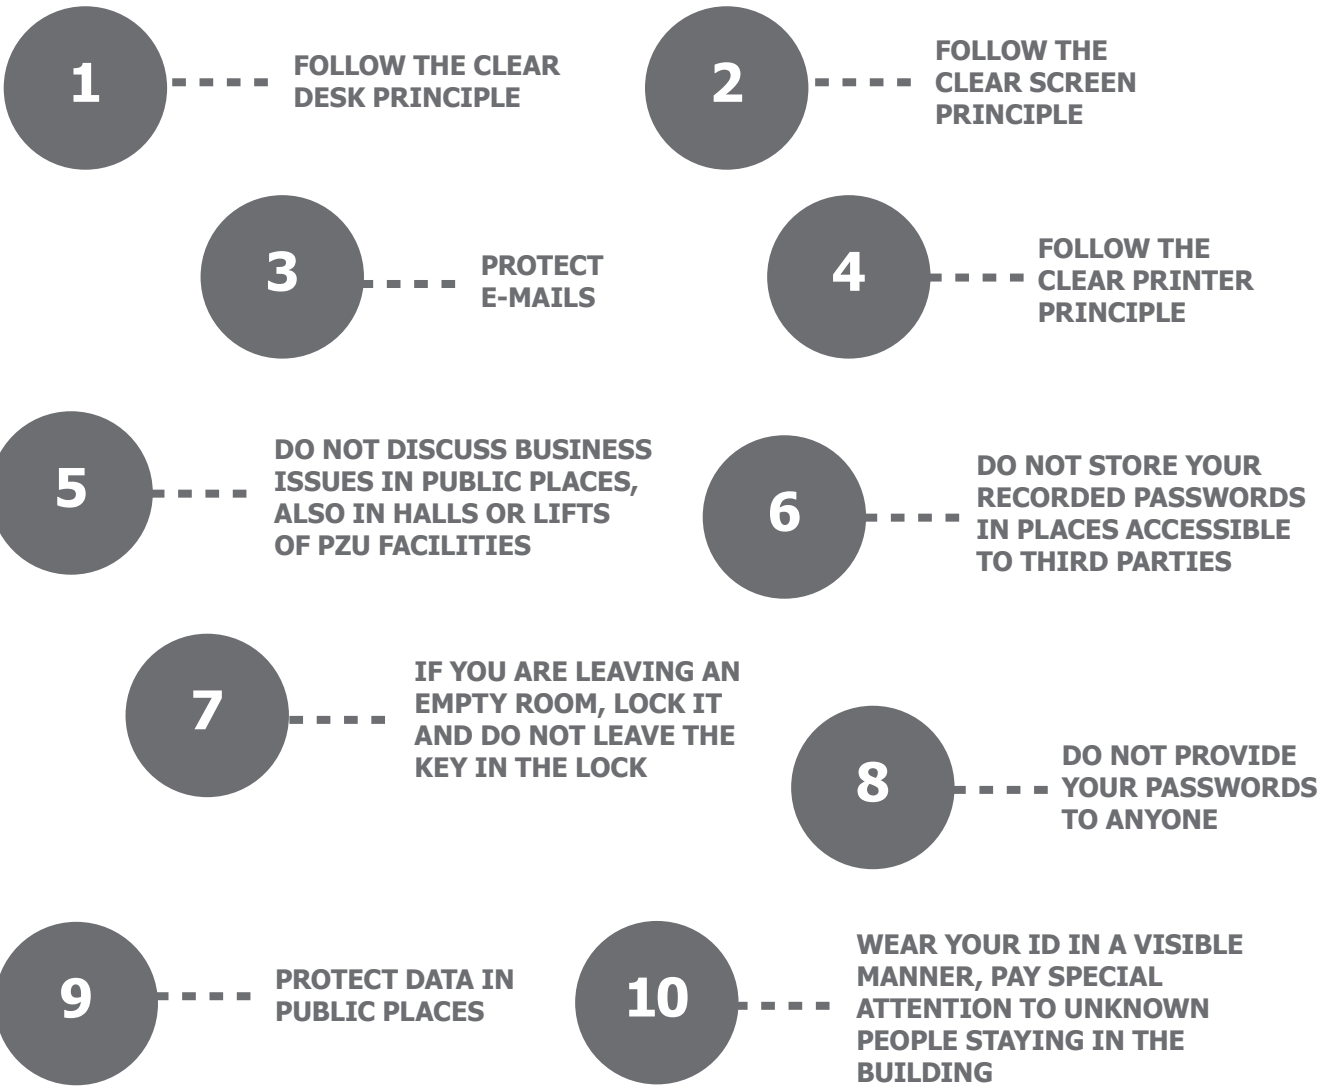 1
FOLLOW THE CLEAR
DESK PRINCIPLE
2
FOLLOW THE
CLEAR SCREEN
PRINCIPLE
3
PROTECT
E-MAILS
4
FOLLOW THE
CLEAR PRINTER
PRINCIPLE
5
DO NOT DISCUSS BUSINESS
ISSUES IN PUBLIC PLACES,
ALSO IN HALLS OR LIFTS
OF PZU FACILITIES
6
DO NOT STORE YOUR
RECORDED PASSWORDS
IN PLACES ACCESSIBLE
TO THIRD PARTIES
7
IF YOU ARE LEAVING AN
EMPTY ROOM, LOCK IT
AND DO NOT LEAVE THE
KEY IN THE LOCK
8
DO NOT PROVIDE
YOUR PASSWORDS
TO ANYONE
9
PROTECT DATA IN
PUBLIC PLACES
10
WEAR YOUR ID IN A VISIBLE
MANNER, PAY SPECIAL
ATTENTION TO UNKNOWN
PEOPLE STAYING IN THE
BUILDING